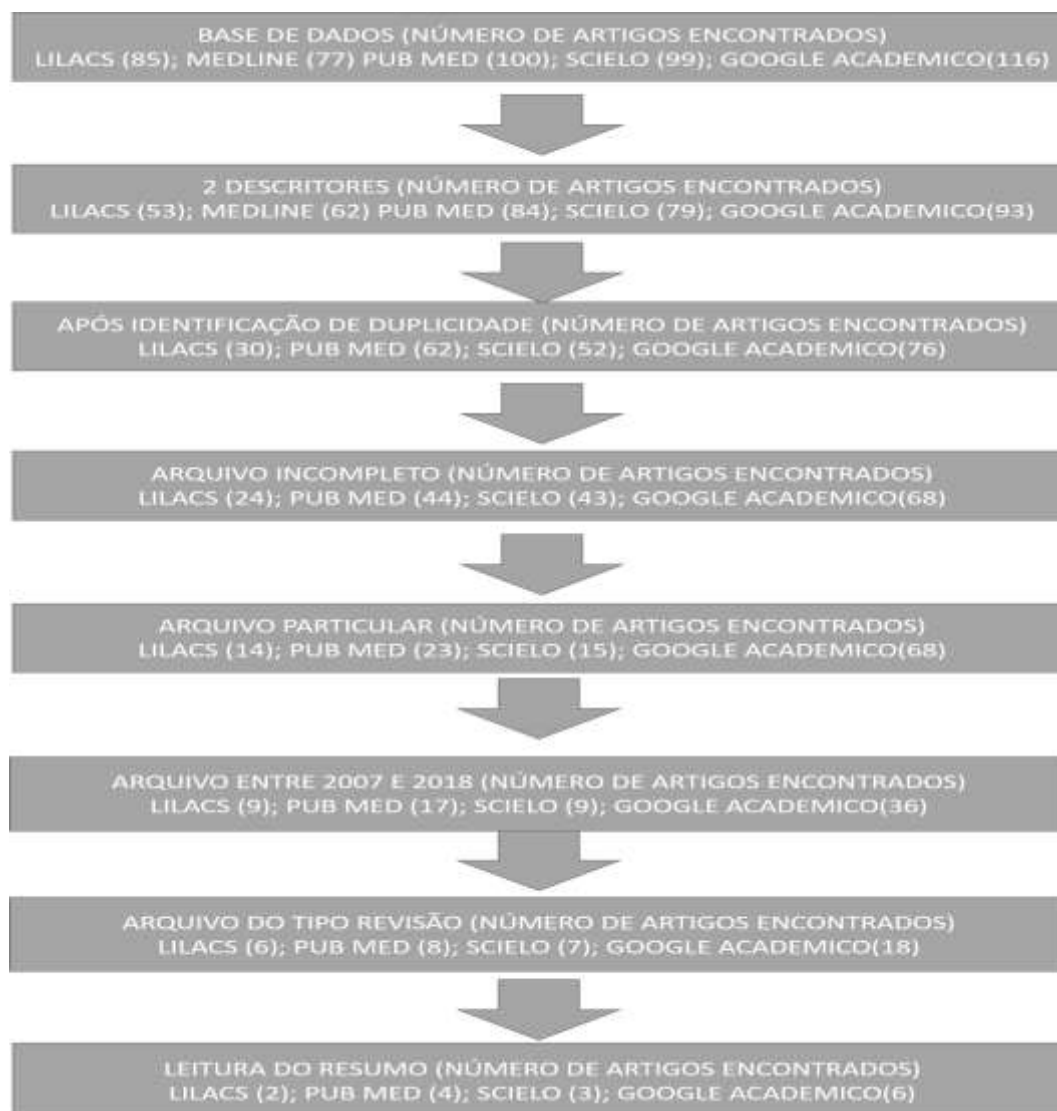 BASE DE DADOS (NÚMERO DE ARTIGOS ENCONTRADOS)
LILACS (85); MEDLINE (77) PUB MED (100); SCIELO (99); GOOGLE ACADEMICO(116)
2 DESCRITORES (NÚMERO DE ARTIGOS ENCONTRADOS)
LILACS (53); MEDLINE (62) PUB MED (84); SCIELO (79); GOOGLE ACADEMICO(93)
APÓS IDENTIFICAÇÃO DE DUPLICIDADE (NÚMERO DE ARTIGOS ENCONTRADOS)
LILACS (30); PUB MED (62); SCIELO (52); GOOGLE ACADEMICO(76)
ARQUIVO INCOMPLETO (NÚMERO DE ARTIGOS ENCONTRADOS)
LILACS (24); PUB MED (44); SCIELO (43); GOOGLE ACADEMICO(68)
ARQUIVO PARTICULAR (NÚMERO DE ARTIGOS ENCONTRADOS)
LILACS (14); PUB MED (23); SCIELO (15); GOOGLE ACADEMICO(68)
ARQUIVO ENTRE 2007 E 2018 (NÚMERO DE ARTIGOS ENCONTRADOS)
LILACS (9); PUB MED (17); SCIELO (9); GOOGLE ACADEMICO(36)
ARQUIVO DO TIPO REVISÃO (NÚMERO DE ARTIGOS ENCONTRADOS)
LILACS (6); PUB MED (8); SCIELO (7); GOOGLE ACADEMICO(18)
LEITURA DO RESUMO (NÚMERO DE ARTIGOS ENCONTRADOS)
LILACS (2); PUB MED (4); SCIELO (3); GOOGLE ACADEMICO(6)